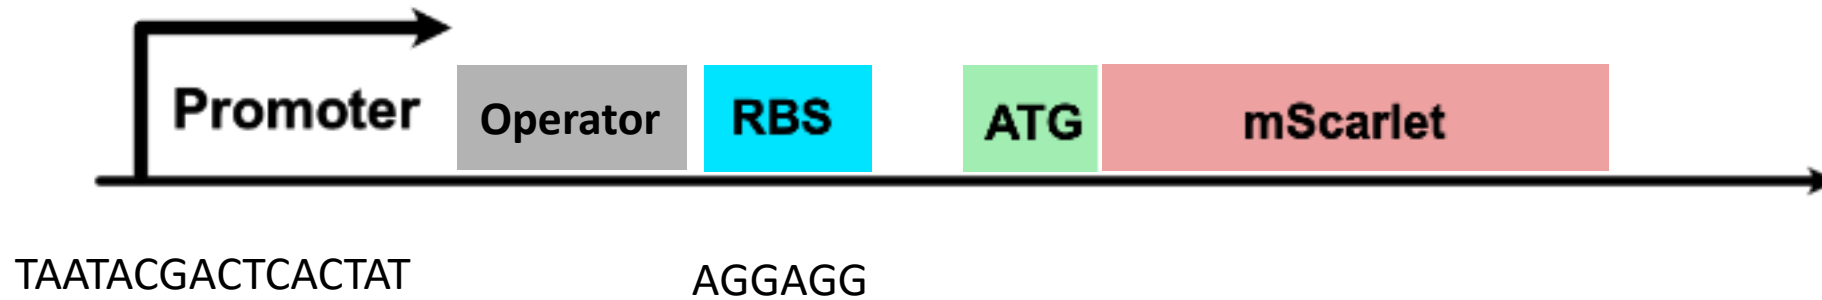 Promoter
Operator
RBS
ATG
mScarlet
TAATACGACTCACTAT
AGGAGG